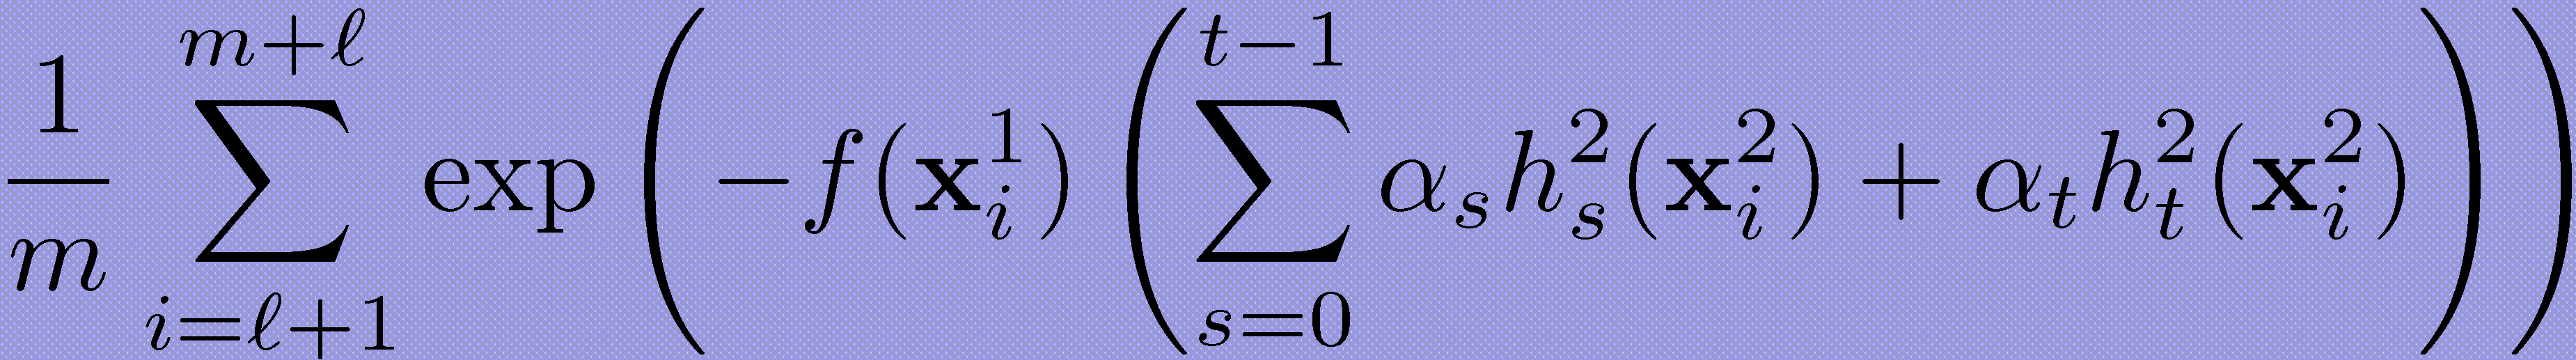 \frac{1}{m} \sum_{i=\ell+1}^{m+\ell} \exp \left( -f(\mathbf{x}_i^1) \left( \sum_{s=0}^{t-1} \alpha_s h_s^2(\mathbf{x}_i^2) + \alpha_t h_t^2(\mathbf{x}_i^2) \right) \right)